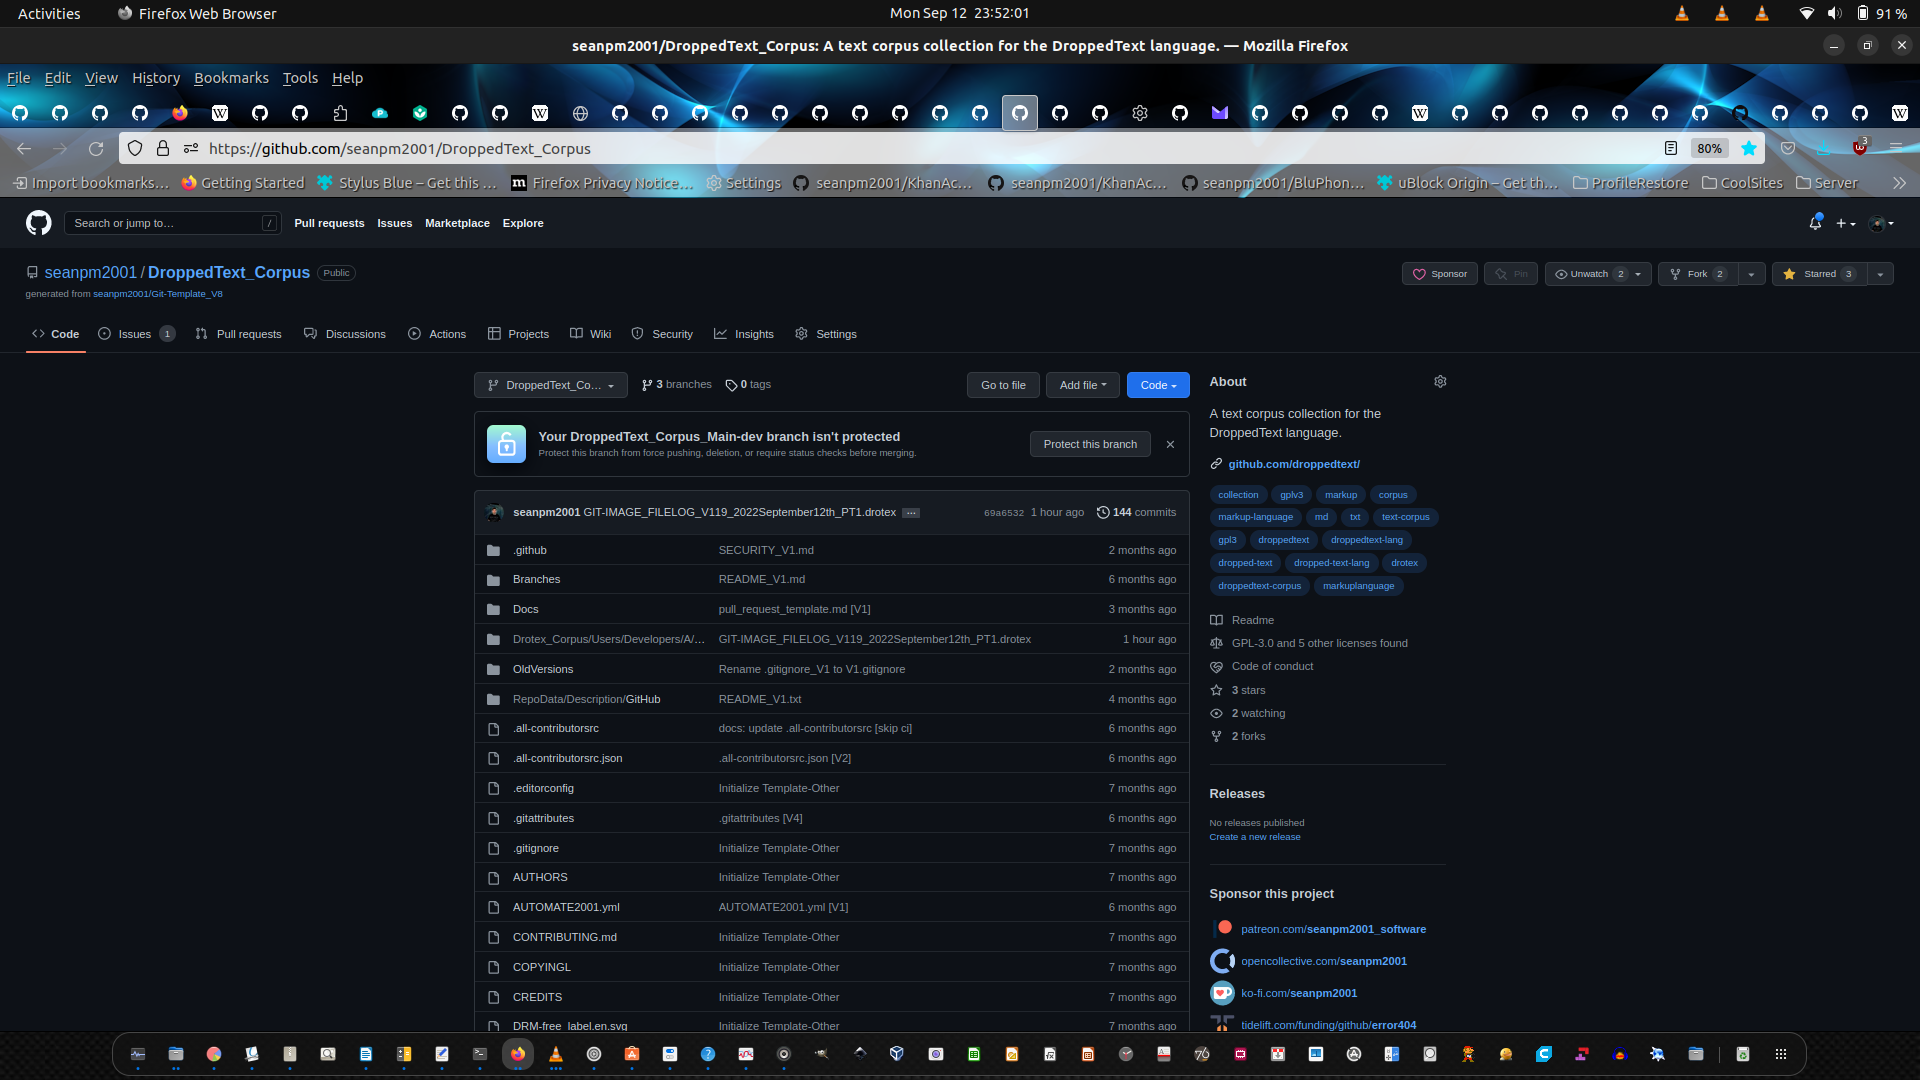 Activities Firefox Web Browser Mon Sep 12 23:52:01 91 %
seanpm2001/DroppedText_Corpus: A text corpus collection for the DroppedText language. — Mozilla Firefox
File Edit View History Bookmarks Tools Help
https://github.com/seanpm2001/DroppedText_Corpus 80% 3
Import bookmarks… Getting Started Stylus Blue – Get this … Firefox Privacy Notice… Settings seanpm2001/KhanAc… seanpm2001/KhanAc… seanpm2001/BluPhon… uBlock Origin – Get th… ProfileRestore CoolSites Server
Search or jump to… / Pull requests Issues Marketplace Explore
seanpm2001 / DroppedText_Corpus Public Sponsor Pin Unwatch 2 Fork 2 Starred 3
generated from seanpm2001/Git-Template_V8
Code Issues 1 Pull requests Discussions Actions Projects Wiki Security Insights Settings
DroppedText_Co… 3 branches 0 tags Go to file Add file Code
Your DroppedText_Corpus_Main-dev branch isn't protected
Protect this branch from force pushing, deletion, or require status checks before merging.
Protect this branch
seanpm2001 GIT-IMAGE_FILELOG_V119_2022September12th_PT1.drotex … 69a6532 1 hour ago 144 commits
.github SECURITY_V1.md 2 months ago
Branches README_V1.md 6 months ago
Docs pull_request_template.md [V1] 3 months ago
Drotex_Corpus/Users/Developers/A/… GIT-IMAGE_FILELOG_V119_2022September12th_PT1.drotex 1 hour ago
OldVersions Rename .gitignore_V1 to V1.gitignore 2 months ago
RepoData/Description/GitHub README_V1.txt 4 months ago
.all-contributorsrc docs: update .all-contributorsrc [skip ci] 6 months ago
.all-contributorsrc.json .all-contributorsrc.json [V2] 6 months ago
.editorconfig Initialize Template-Other 7 months ago
.gitattributes .gitattributes [V4] 6 months ago
.gitignore Initialize Template-Other 7 months ago
AUTHORS Initialize Template-Other 7 months ago
AUTOMATE2001.yml AUTOMATE2001.yml [V1] 6 months ago
CONTRIBUTING.md Initialize Template-Other 7 months ago
COPYINGL Initialize Template-Other 7 months ago
CREDITS Initialize Template-Other 7 months ago
DRM-free_label.en.svg Initialize Template-Other 7 months ago
About
A text corpus collection for the
DroppedText language.
github.com/droppedtext/
collection gplv3 markup corpus
markup-language md txt text-corpus
gpl3 droppedtext droppedtext-lang
dropped-text dropped-text-lang drotex
droppedtext-corpus markuplanguage
Readme
GPL-3.0 and 5 other licenses found
Code of conduct
3 stars
2 watching
2 forks
Releases
No releases published
Create a new release
Sponsor this project
patreon.com/seanpm2001_software
opencollective.com/seanpm2001
ko-fi.com/seanpm2001
tidelift.com/funding/github/error404